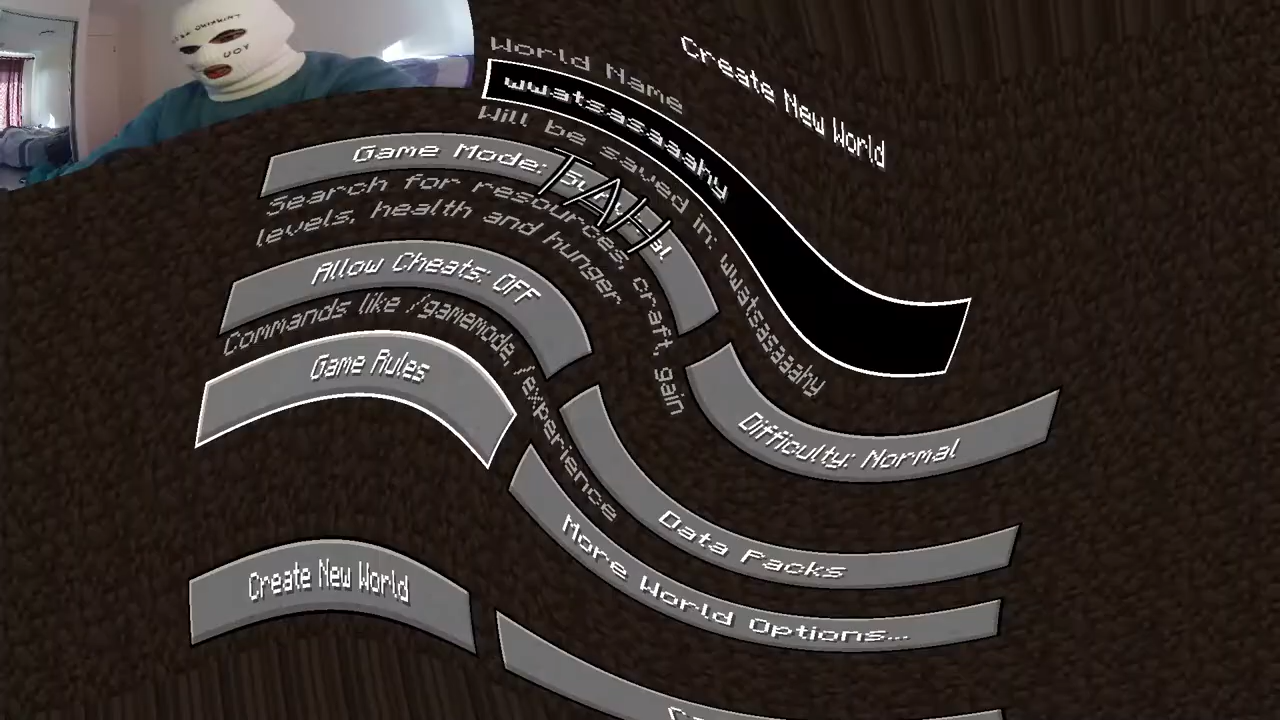 Create New World
World Name
wwatsasaaahy
Will be saved in: wwatsasaaahy
Game Mode: Survival
TAH
Search for resources, craft, gain
levels, health and hunger
Difficulty: Normal
Allow Cheats: OFF
Commands like /gamemode /experience
Data Packs
Game Rules
More World Options...
Create New World